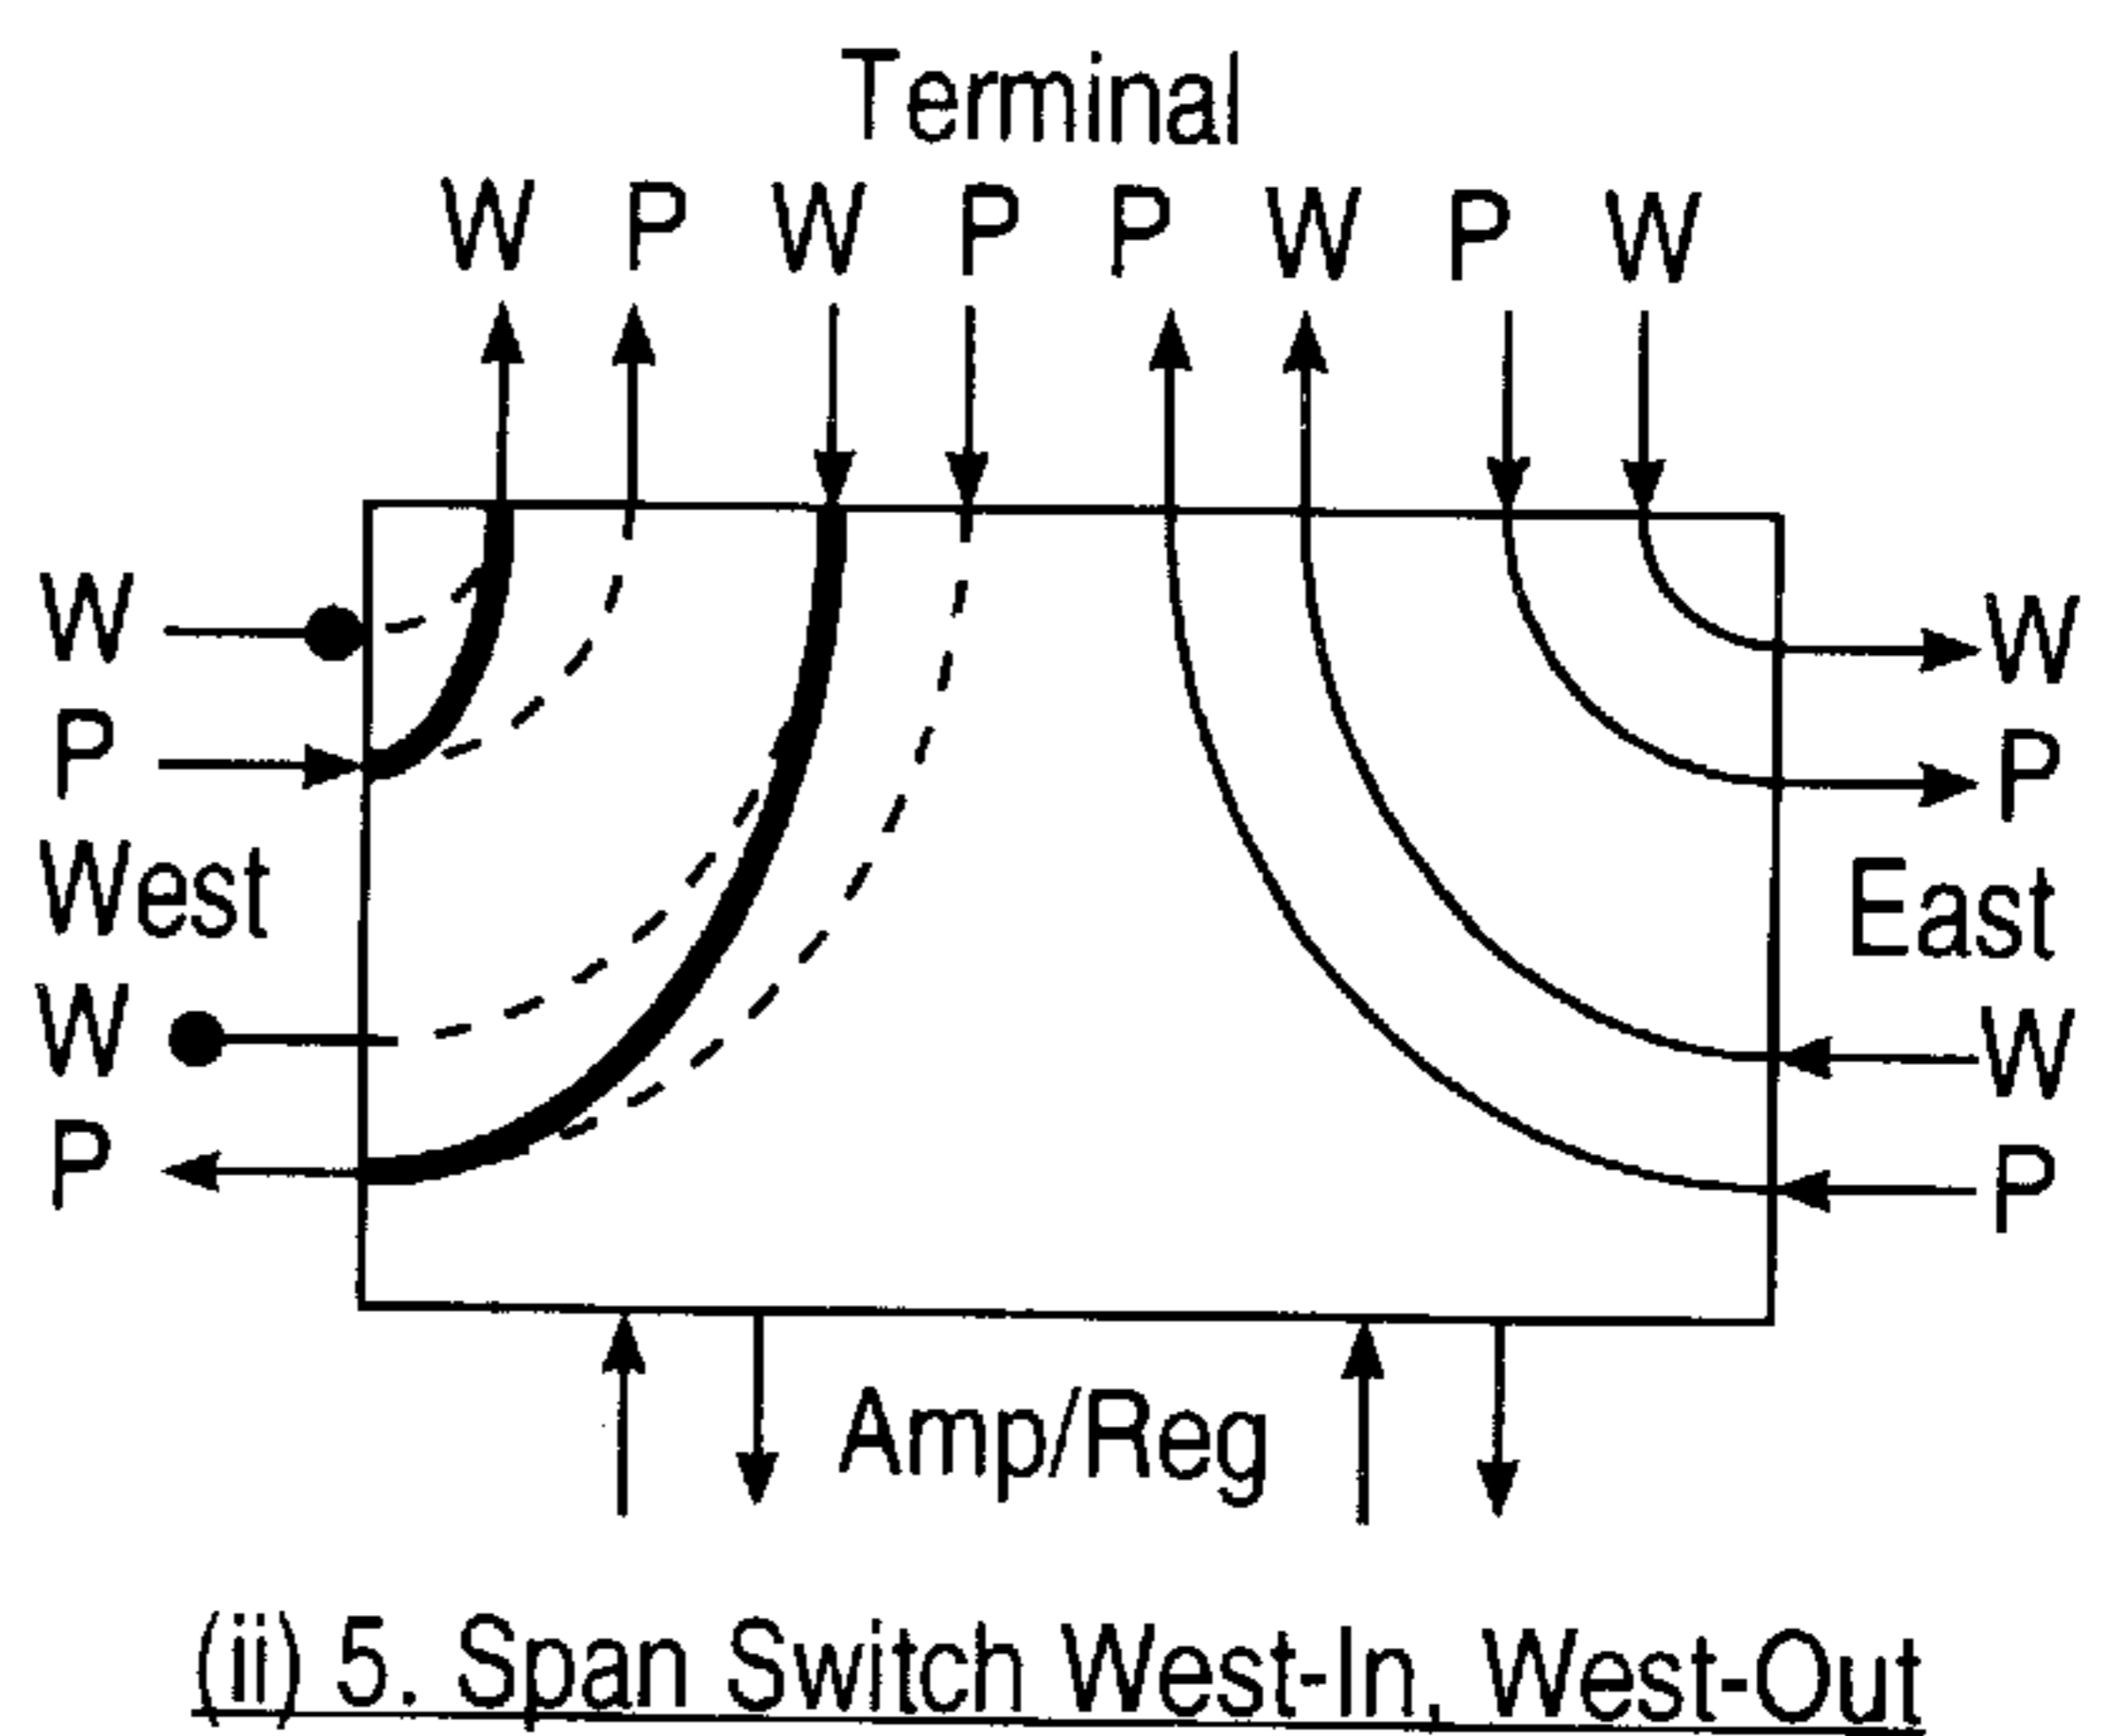 Terminal
W P W P P W P W
W W
P P
West East
W W
P P
Amp/Reg
(ii) 5. Span Switch West-In, West-Out